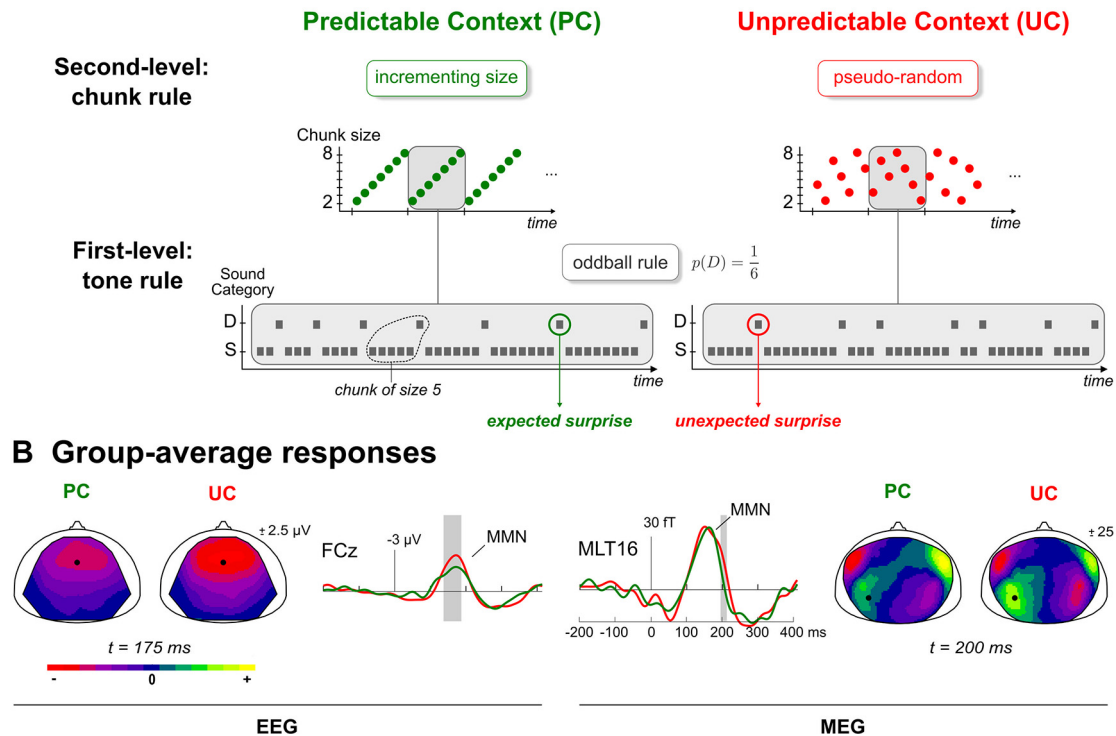 Predictable Context (PC)
Unpredictable Context (UC)
Second-level:
chunk rule
incrementing size
pseudo-random
Chunk size
8
2
...
time
8
2
...
time
First-level:
tone rule
oddball rule
p(D) = 1/6
Sound
Category
D
S
chunk of size 5
time
time
expected surprise
unexpected surprise
B Group-average responses
PC
UC
± 2.5 µV
FCz
-3 µV
MMN
t = 175 ms
- 0 +
EEG
MLT16
30 fT
MMN
-200 -100 0 100 200 300 400 ms
PC
UC
± 25
t = 200 ms
MEG